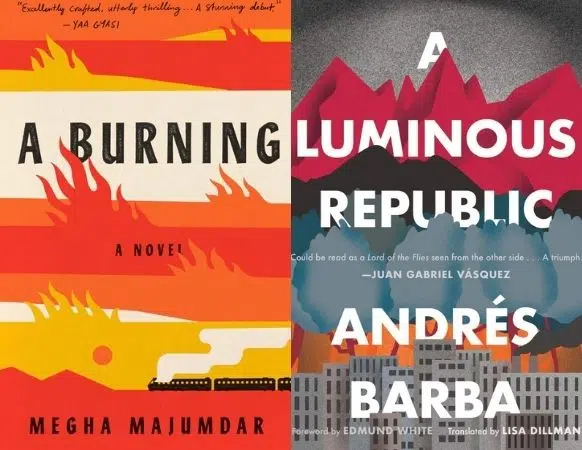 "Excellently crafted, utterly thrilling... A stunning debut."
— YAA GYASI
A BURNING
A NOVEL
MEGHA MAJUMDAR
A
LUMINOUS
REPUBLIC
Could be read as a Lord of the Flies seen from the other side . . . A triumph
—JUAN GABRIEL VÁSQUEZ
ANDRÉS
BARBA
Foreword by EDMUND WHITE Translated by LISA DILLMAN